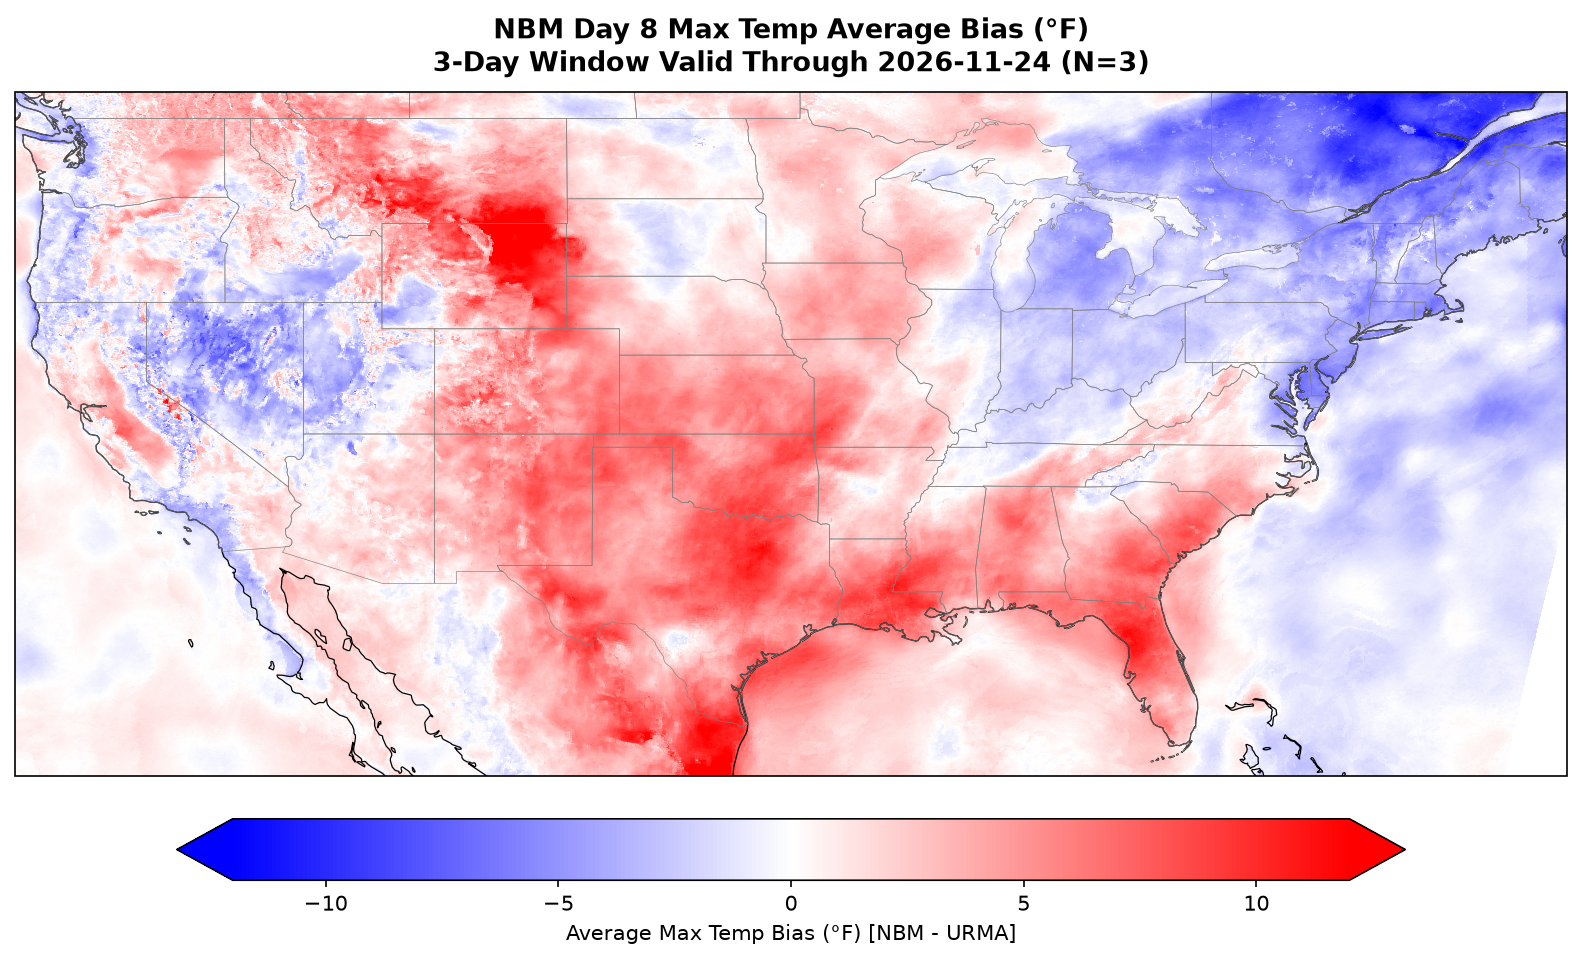 NBM Day 8 Max Temp Average Bias (°F)
3-Day Window Valid Through 2026-11-24 (N=3)
−10 −5 0 5 10
Average Max Temp Bias (°F) [NBM - URMA]